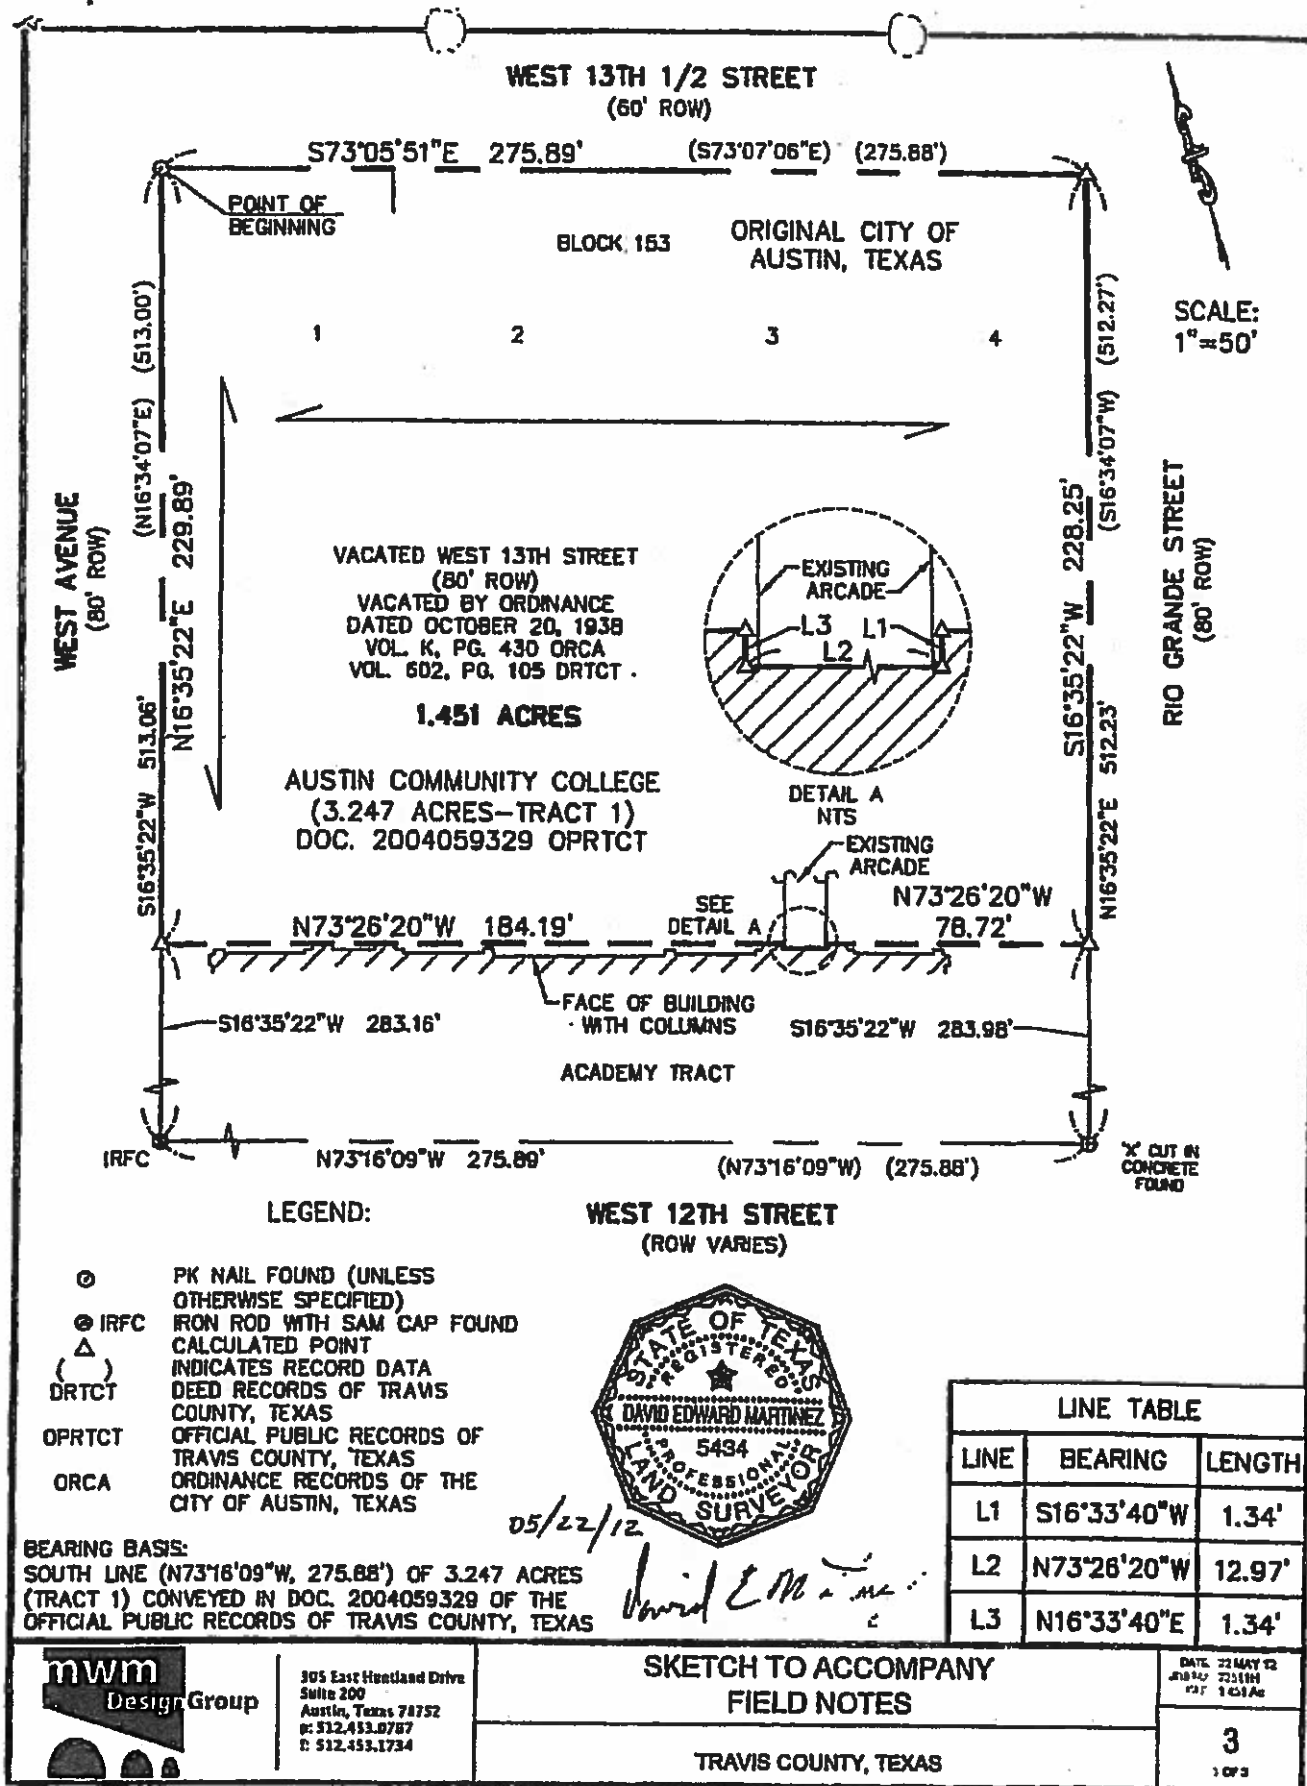 WEST 13TH 1/2 STREET
(60' ROW)
S73°05'51"E 275.89' (S73°07'06"E) (275.88')
POINT OF
BEGINNING
BLOCK 153
ORIGINAL CITY OF
AUSTIN, TEXAS
SCALE:
1"=50'
1 2 3 4
WEST AVENUE
(80' ROW)
(N16°34'07"E) (513.00')
N16°35'22"E 229.89'
S16°35'22"W 513.06'
VACATED WEST 13TH STREET
(80' ROW)
VACATED BY ORDINANCE
DATED OCTOBER 20, 1938
VOL. K, PG. 430 ORCA
VOL. 602, PG. 105 DRTCT
1.451 ACRES
AUSTIN COMMUNITY COLLEGE
(3.247 ACRES-TRACT 1)
DOC. 2004059329 OPRTCT
EXISTING
ARCADE
L3 L1
L2
DETAIL A
NTS
EXISTING
ARCADE
(S16°34'07"W) (512.27')
S16°35'22"W 228.25'
N16°35'22"E 512.23'
RIO GRANDE STREET
(80' ROW)
SEE
DETAIL A
N73°26'20"W 184.19'
N73°26'20"W
78.72'
FACE OF BUILDING
WITH COLUMNS
S16°35'22"W 283.16'
S16°35'22"W 283.98'
ACADEMY TRACT
IRFC
N73°16'09"W 275.89' (N73°16'09"W) (275.88')
'X' CUT IN
CONCRETE
FOUND
WEST 12TH STREET
(ROW VARIES)
LEGEND:
PK NAIL FOUND (UNLESS
OTHERWISE SPECIFIED)
IRFC IRON ROD WITH SAM CAP FOUND
CALCULATED POINT
( ) INDICATES RECORD DATA
DRTCT DEED RECORDS OF TRAVIS
COUNTY, TEXAS
OPRTCT OFFICIAL PUBLIC RECORDS OF
TRAVIS COUNTY, TEXAS
ORCA ORDINANCE RECORDS OF THE
CITY OF AUSTIN, TEXAS
STATE OF TEXAS
REGISTERED
DAVID EDWARD MARTINEZ
5434
PROFESSIONAL
LAND SURVEYOR
05/22/12
BEARING BASIS:
SOUTH LINE (N73°16'09"W, 275.88') OF 3.247 ACRES
(TRACT 1) CONVEYED IN DOC. 2004059329 OF THE
OFFICIAL PUBLIC RECORDS OF TRAVIS COUNTY, TEXAS
LINE TABLE
LINE BEARING LENGTH
L1 S16°33'40"W 1.34'
L2 N73°26'20"W 12.97'
L3 N16°33'40"E 1.34'
mwm
DesignGroup
305 East Huntland Drive
Suite 200
Austin, Texas 78752
p: 512.453.0767
f: 512.453.1734
SKETCH TO ACCOMPANY
FIELD NOTES
TRAVIS COUNTY, TEXAS
DATE: 22 MAY 12
3